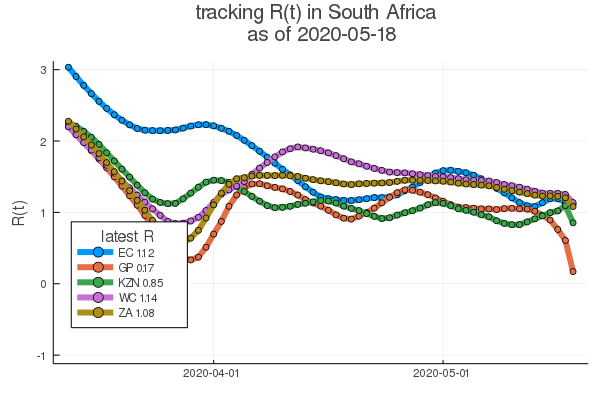 tracking R(t) in South Africa
as of 2020-05-18
3
2
1
0
-1
R(t)
latest R
EC 1.12
GP 0.17
KZN 0.85
WC 1.14
ZA 1.08
2020-04-01
2020-05-01